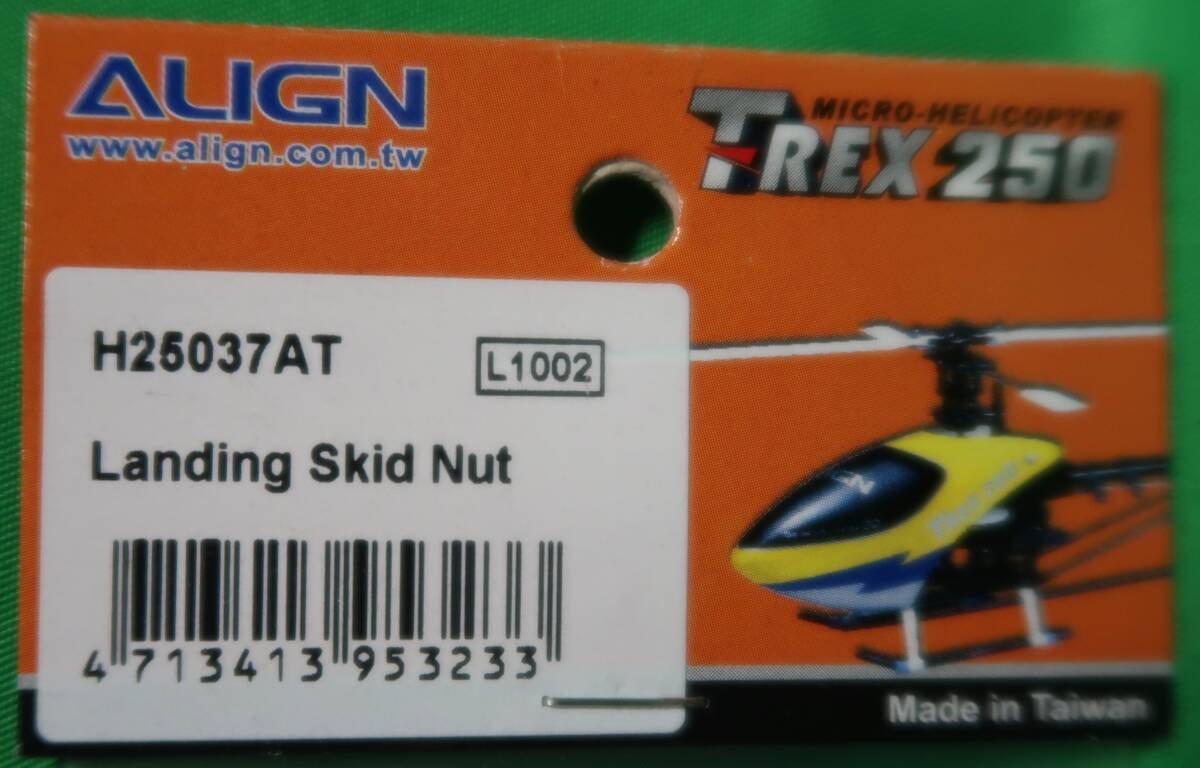 ALIGN
www.align.com.tw
MICRO-HELICOPTER
T-REX 250
H25037AT
L1002
Landing Skid Nut
4 713413 953233
Made in Taiwan